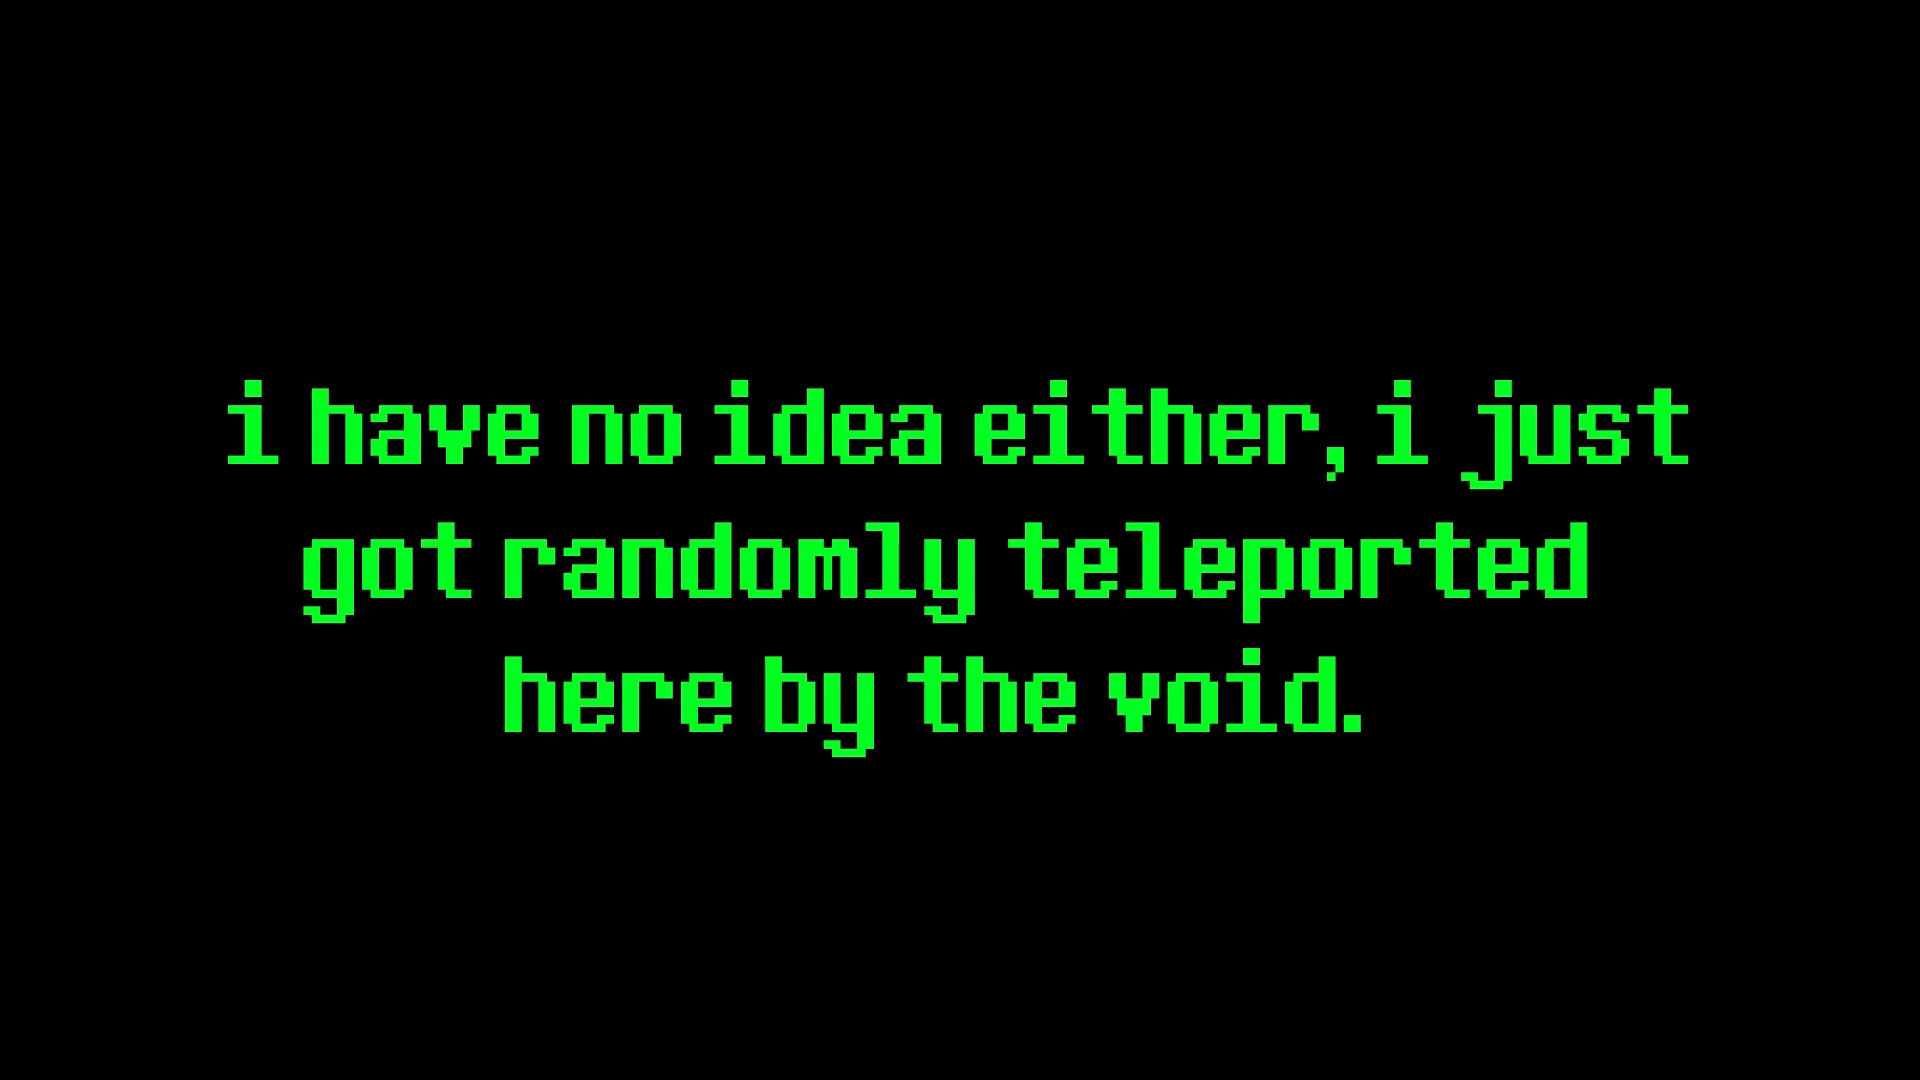 i have no idea either, i just
got randomly teleported
here by the void.